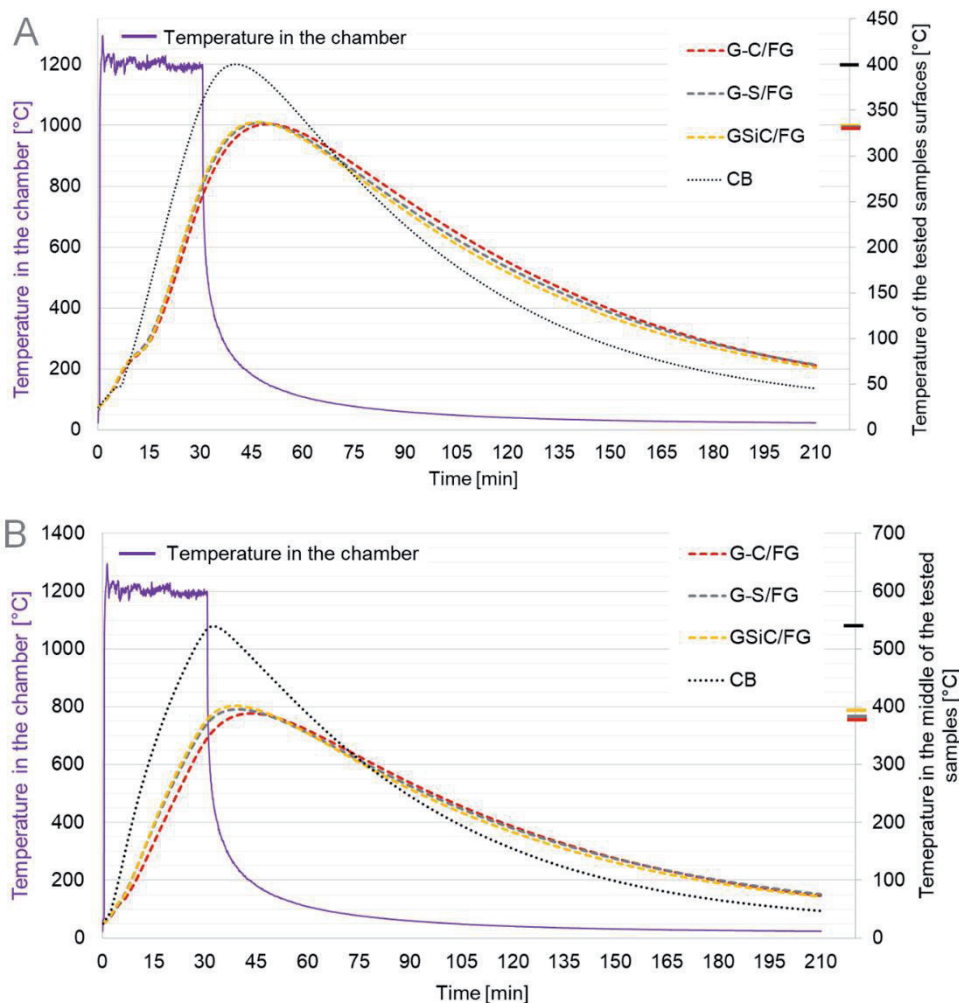 A
Temperature in the chamber
G-C/FG
G-S/FG
GSiC/FG
CB
Temperature in the chamber [°C]
1200
1000
800
600
400
200
0
450
400
350
300
250
200
150
100
50
0
Temperature of the tested samples surfaces [°C]
0 15 30 45 60 75 90 105 120 135 150 165 180 195 210
Time [min]
B
Temperature in the chamber
G-C/FG
G-S/FG
GSiC/FG
CB
Temperature in the chamber [°C]
1400
1200
1000
800
600
400
200
0
700
600
500
400
300
200
100
0
Temeprature in the middle of the tested
samples [°C]
0 15 30 45 60 75 90 105 120 135 150 165 180 195 210
Time [min]